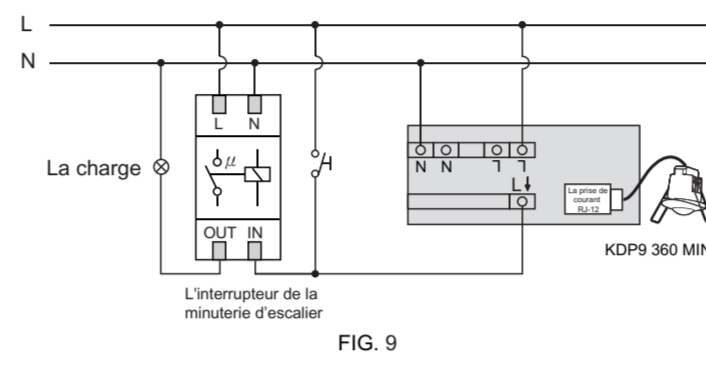 L
N
L N
La charge
µ
OUT IN
N N L L
L
La prise de
courant
RJ-12
KDP9 360 MIN
L'interrupteur de la
minuterie d'escalier
FIG. 9